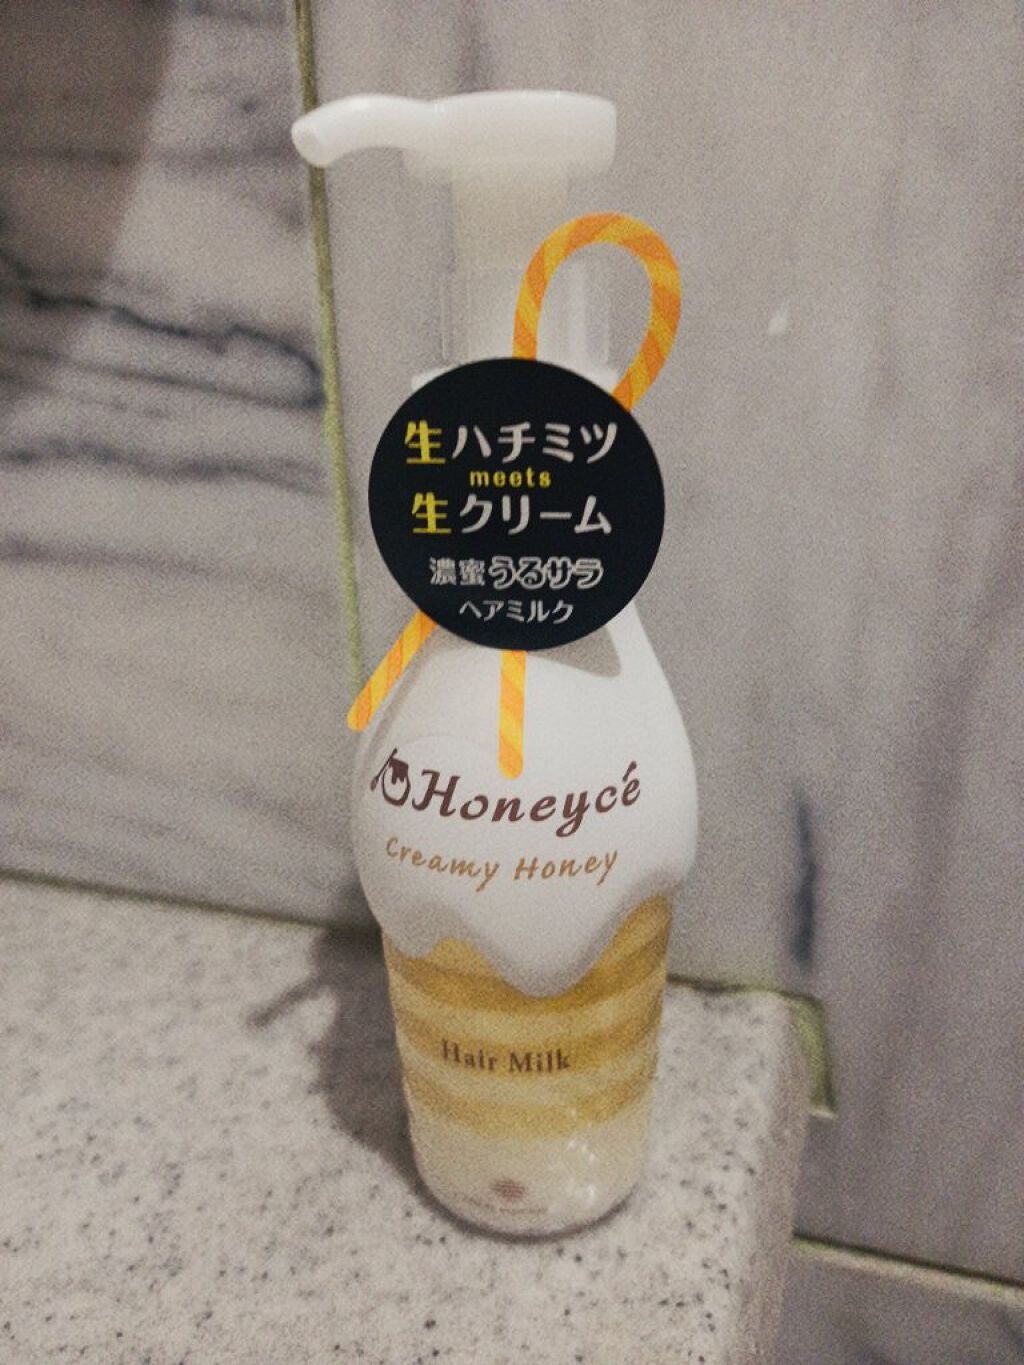 生ハチミツ
meets
生クリーム
濃蜜うるサラ
ヘアミルク
Honeycé
Creamy Honey
Hair Milk